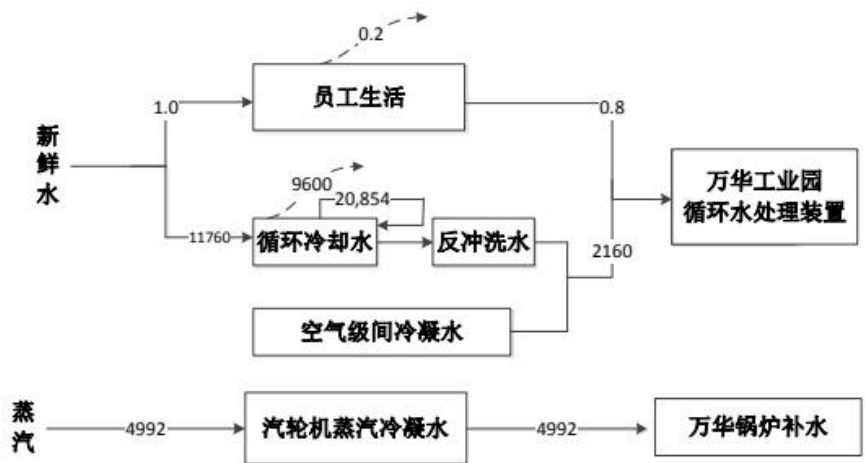 0.2
员工生活
1.0
0.8
新鲜水
9600
20,854
万华工业园
循环水处理装置
11760
循环冷却水
反冲洗水
2160
空气级间冷凝水
蒸汽
4992
汽轮机蒸汽冷凝水
4992
万华锅炉补水